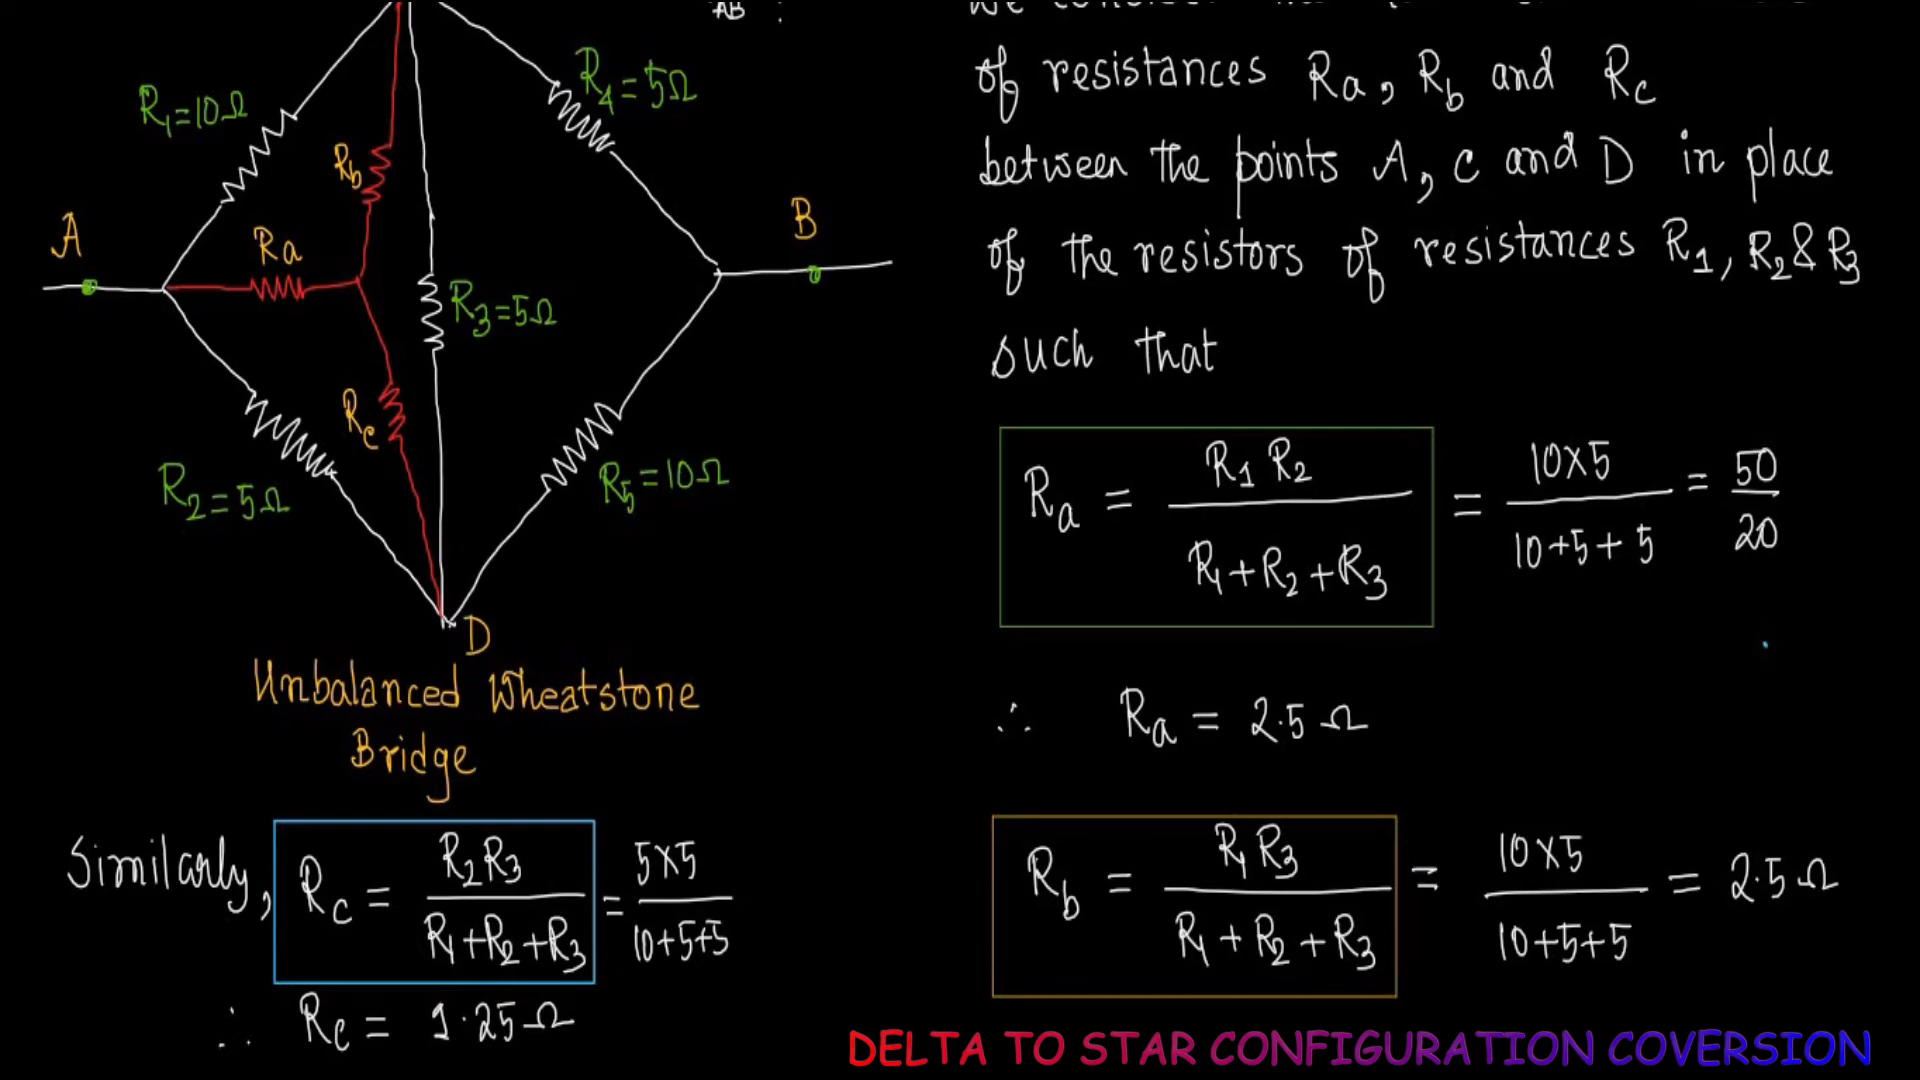 AB :
of resistances Ra, Rb and Rc
between the points A, C and D in place
of the resistors of resistances R1, R2 & R3
such that
R1=10Ω
R4=5Ω
Rb
A
Ra
B
R3=5Ω
Rc
R2=5Ω
R5=10Ω
D
Unbalanced Wheatstone
Bridge
Ra = R1 R2 / R1+R2+R3 = 10×5 / 10+5+5 = 50/20
∴ Ra = 2.5 Ω
Rb = R1 R3 / R1+R2+R3 = 10×5 / 10+5+5 = 2.5 Ω
Similarly, Rc = R2R3 / R1+R2+R3 = 5×5 / 10+5+5
∴ Rc = 1.25 Ω
DELTA TO STAR CONFIGURATION COVERSION